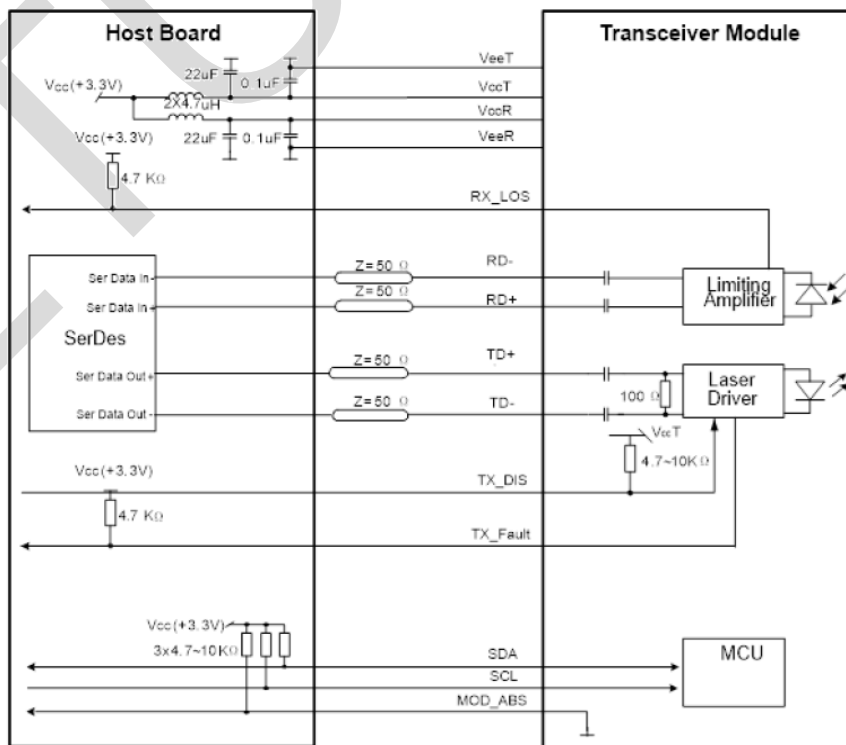 Host Board
Transceiver Module
VeeT
22uF
0.1uF
Vcc(+3.3V)
VccT
2X4.7uH
VccR
Vcc(+3.3V)
22uF
0.1uF
VeeR
4.7 KΩ
RX_LOS
Z=50 Ω
RD-
Ser Data In-
Z=50 Ω
RD+
Ser Data In+
Limiting
Amplifier
SerDes
Z=50 Ω
TD+
Ser Data Out+
100 Ω
Laser
Driver
Z=50 Ω
TD-
Ser Data Out-
VccT
4.7~10KΩ
Vcc(+3.3V)
TX_DIS
4.7 KΩ
TX_Fault
Vcc(+3.3V)
3x4.7~10KΩ
SDA
MCU
SCL
MOD_ABS